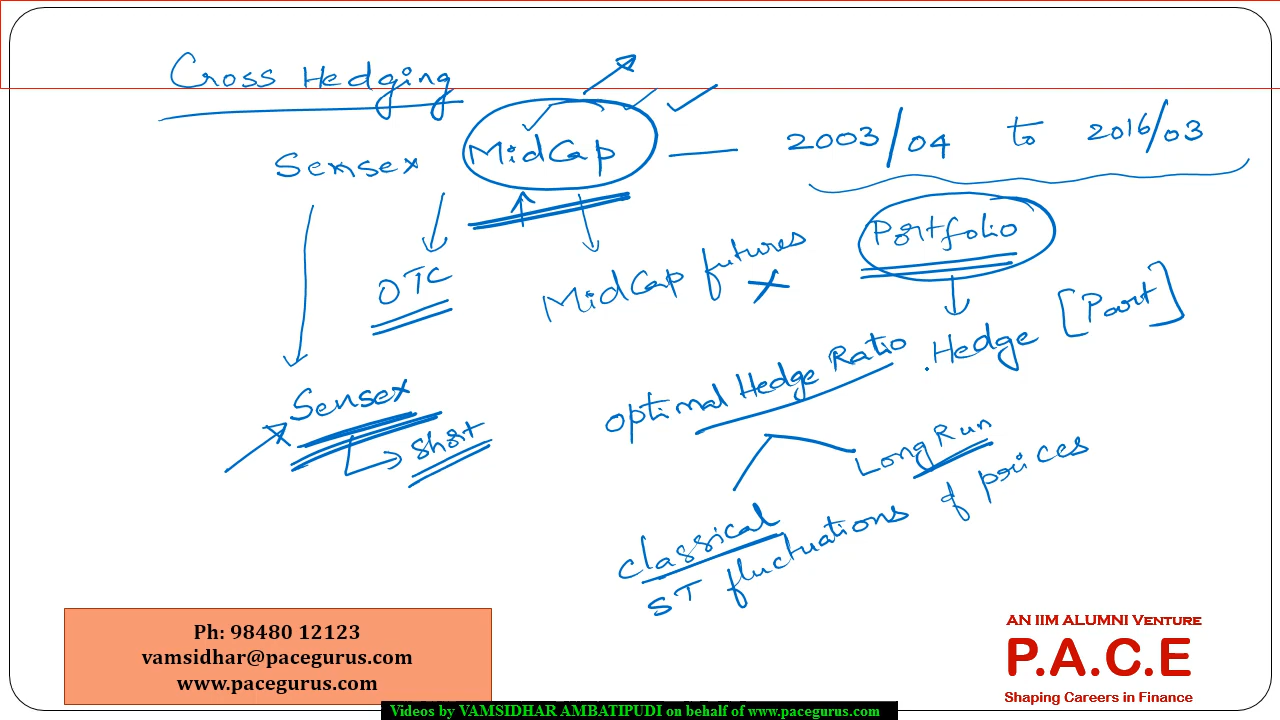 Cross Hedging
Sensex MidCap 2003/04 to 2016/03
Portfolio
OTC MidCap futures
Hedge [Port]
Sensex optimal Hedge Ratio
Short Long Run
classical
ST fluctuations of prices
Ph: 98480 12123
vamsidhar@pacegurus.com
www.pacegurus.com
AN IIM ALUMNI VENTURE
P.A.C.E
Shaping Careers in Finance
Videos by VAMSIDHAR AMBATIPUDI on behalf of www.pacegurus.com